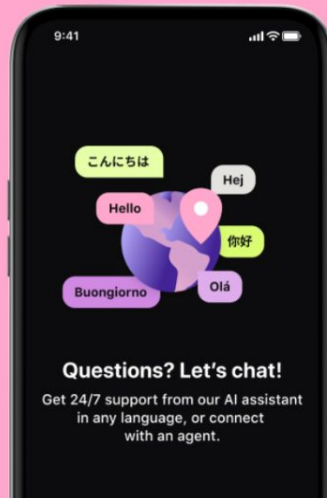 9:41
こんにちは
Hej
Hello
你好
Buongiorno
Olá
Questions? Let's chat!
Get 24/7 support from our AI assistant
in any language, or connect
with an agent.